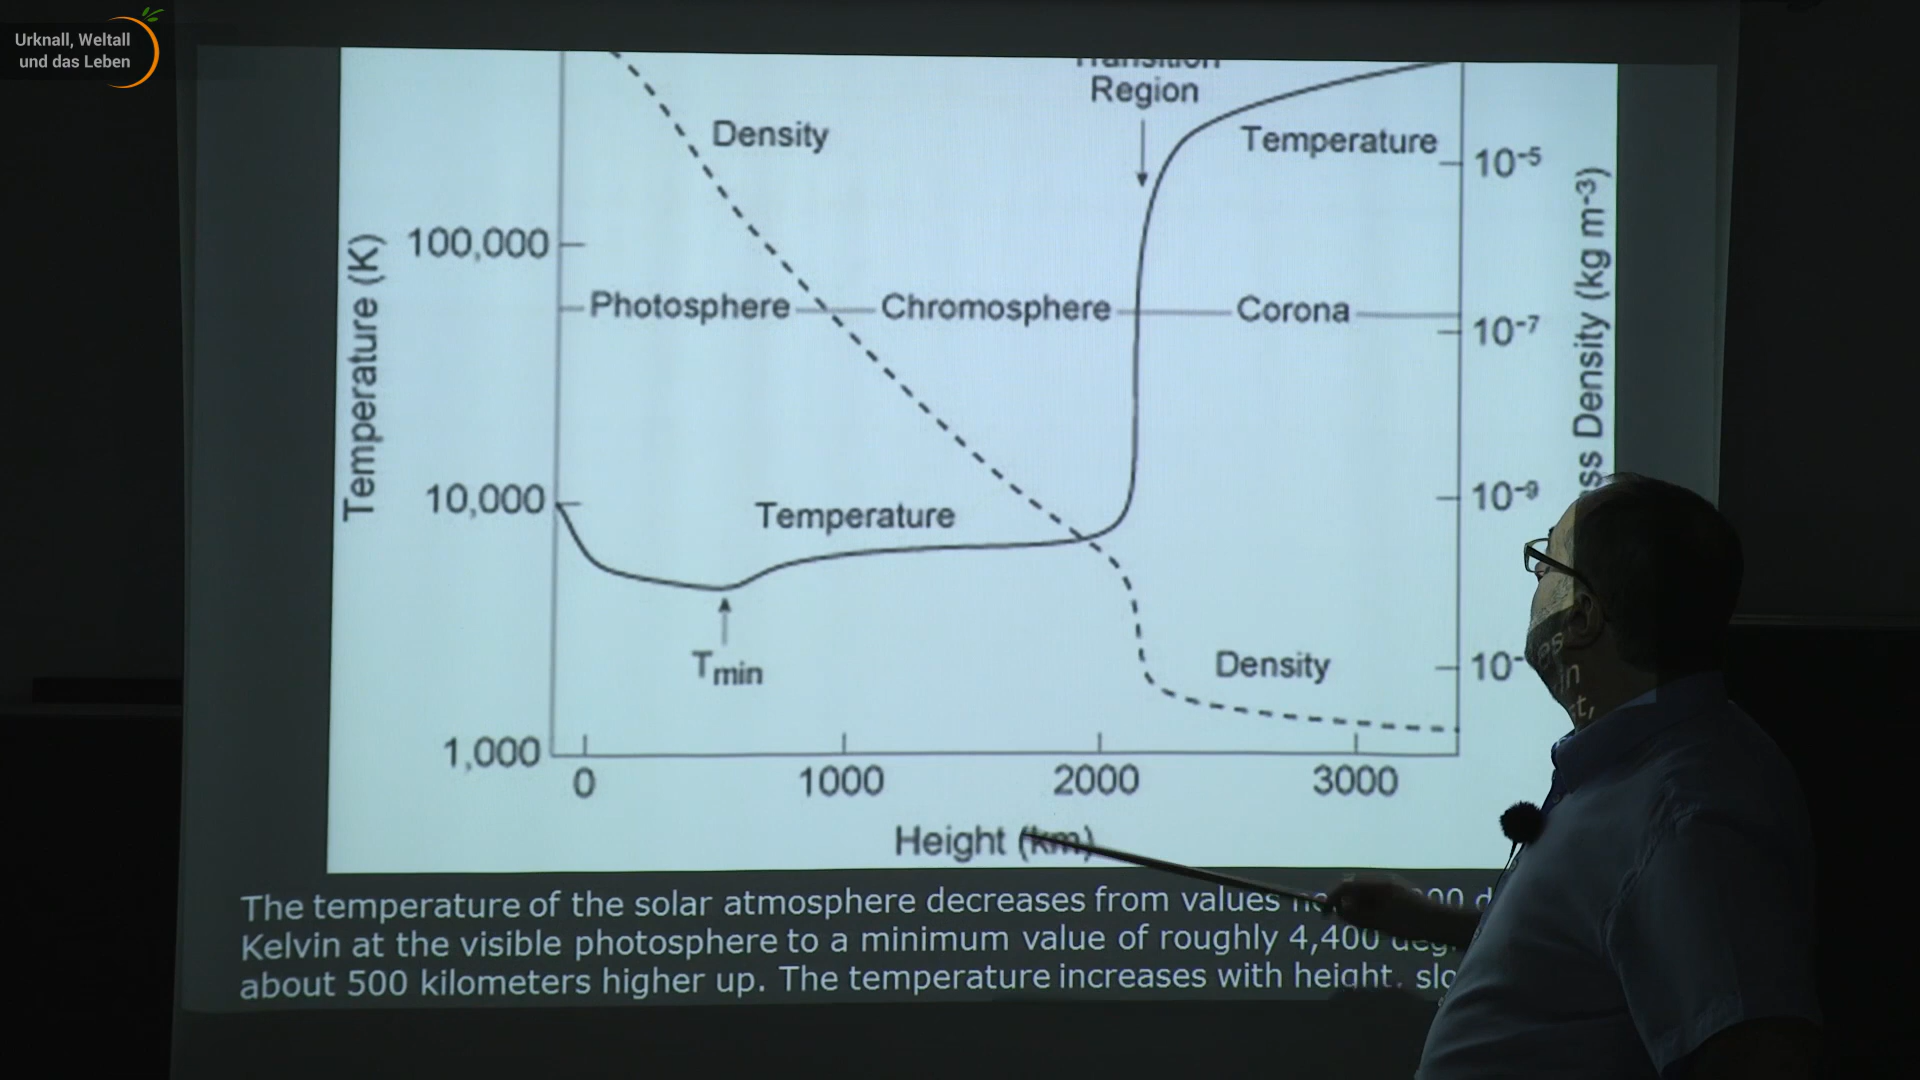 Urknall, Weltall
und das Leben
Transition
Region
Density
Temperature
10-5
Temperature (K)
100,000
Photosphere
Chromosphere
Corona
10-7
Density (kg m-3)
10,000
Temperature
10-9
Tmin
Density
1,000
0
1000
2000
3000
Height (km)
The temperature of the solar atmosphere decreases from values
Kelvin at the visible photosphere to a minimum value of roughly 4,400
about 500 kilometers higher up. The temperature increases with height,